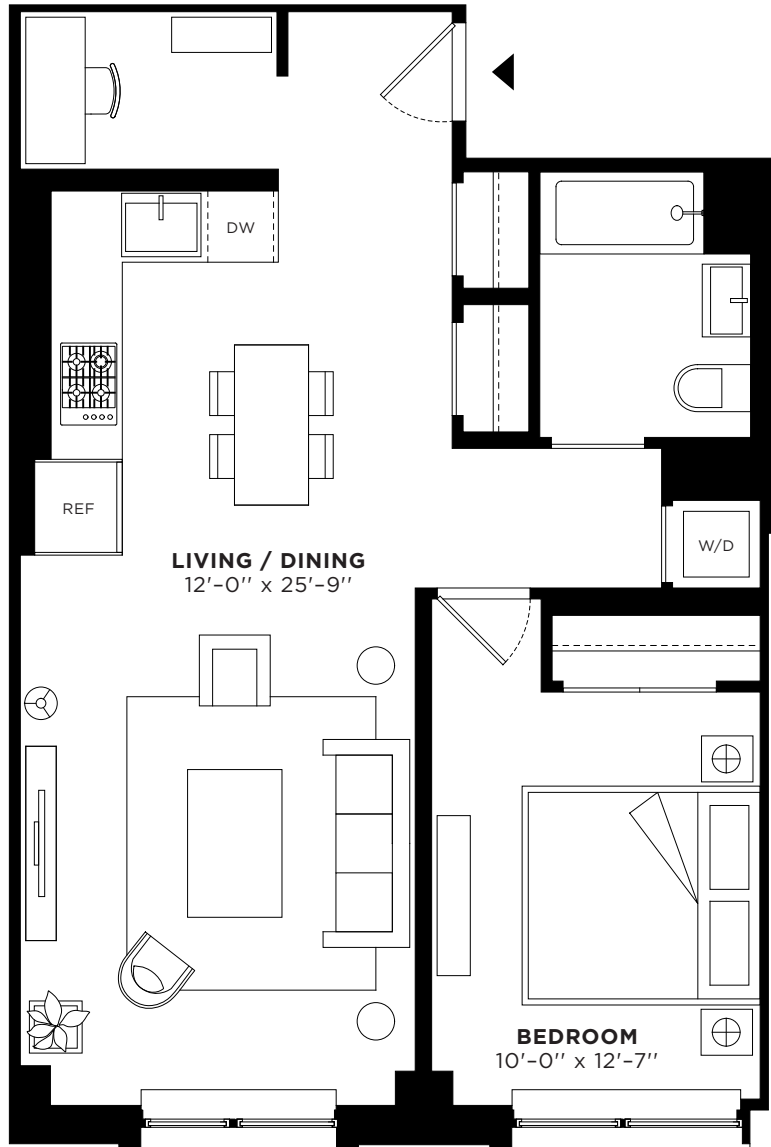 DW
REF
LIVING / DINING
12'-0'' x 25'-9''
W/D
BEDROOM
10'-0'' x 12'-7''